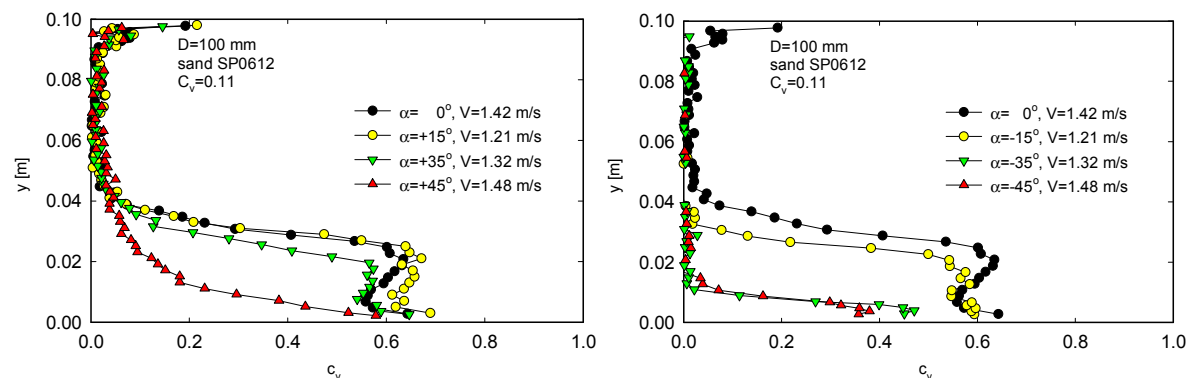 0.10
0.08
0.06
0.04
0.02
0.00
y [m]
D=100 mm
sand SP0612
Cv=0.11
α= 0°, V=1.42 m/s
α=+15°, V=1.21 m/s
α=+35°, V=1.32 m/s
α=+45°, V=1.48 m/s
0.0 0.2 0.4 0.6 0.8 1.0
cv
0.10
0.08
0.06
0.04
0.02
0.00
y [m]
D=100 mm
sand SP0612
Cv=0.11
α= 0°, V=1.42 m/s
α=-15°, V=1.21 m/s
α=-35°, V=1.32 m/s
α=-45°, V=1.48 m/s
0.0 0.2 0.4 0.6 0.8 1.0
cv